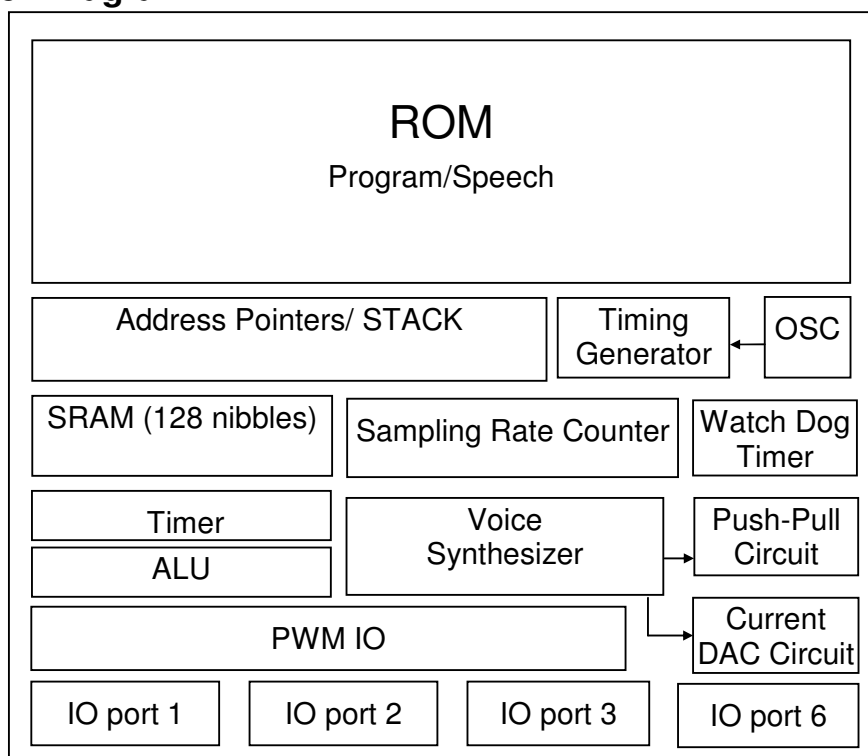 ROM
Program/Speech
Address Pointers/ STACK
Timing
Generator
OSC
SRAM (128 nibbles)
Sampling Rate Counter
Watch Dog
Timer
Timer
ALU
Voice
Synthesizer
Push-Pull
Circuit
PWM IO
Current
DAC Circuit
IO port 1
IO port 2
IO port 3
IO port 6